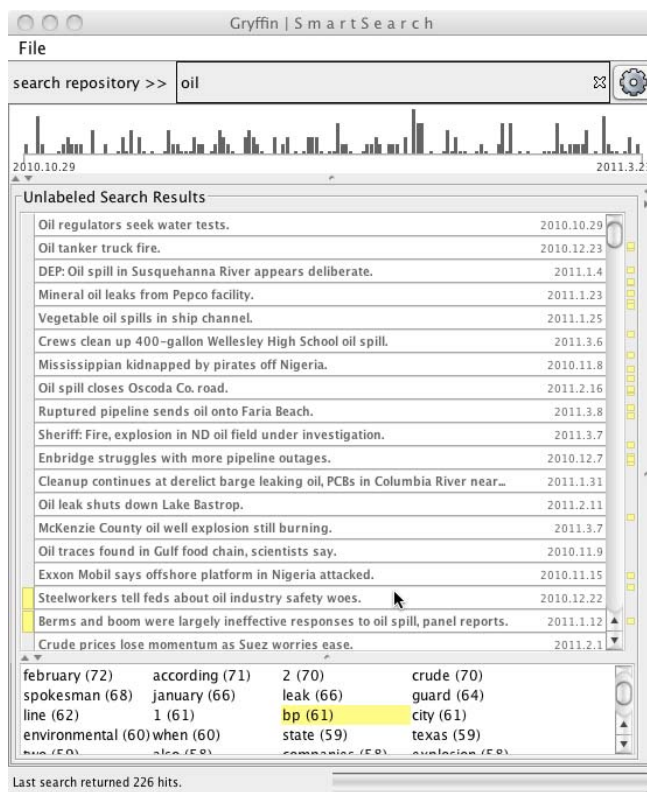 Gryffin | S m a r t S e a r c h
File
search repository >> oil
2010.10.29 2011.3.2
Unlabeled Search Results
Oil regulators seek water tests. 2010.10.29
Oil tanker truck fire. 2010.12.23
DEP: Oil spill in Susquehanna River appears deliberate. 2011.1.4
Mineral oil leaks from Pepco facility. 2011.1.23
Vegetable oil spills in ship channel. 2011.1.25
Crews clean up 400-gallon Wellesley High School oil spill. 2011.3.6
Mississippian kidnapped by pirates off Nigeria. 2010.11.8
Oil spill closes Oscoda Co. road. 2011.2.16
Ruptured pipeline sends oil onto Faria Beach. 2011.3.8
Sheriff: Fire, explosion in ND oil field under investigation. 2011.3.7
Enbridge struggles with more pipeline outages. 2010.12.7
Cleanup continues at derelict barge leaking oil, PCBs in Columbia River near... 2011.1.31
Oil leak shuts down Lake Bastrop. 2011.2.11
McKenzie County oil well explosion still burning. 2011.3.7
Oil traces found in Gulf food chain, scientists say. 2010.11.9
Exxon Mobil says offshore platform in Nigeria attacked. 2010.11.15
Steelworkers tell feds about oil industry safety woes. 2010.12.22
Berms and boom were largely ineffective responses to oil spill, panel reports. 2011.1.12
Crude prices lose momentum as Suez worries ease. 2011.2.1
february (72) according (71) 2 (70) crude (70)
spokesman (68) january (66) leak (66) guard (64)
line (62) 1 (61) bp (61) city (61)
environmental (60) when (60) state (59) texas (59)
two (59) also (58) companies (58) explosion (58)
Last search returned 226 hits.